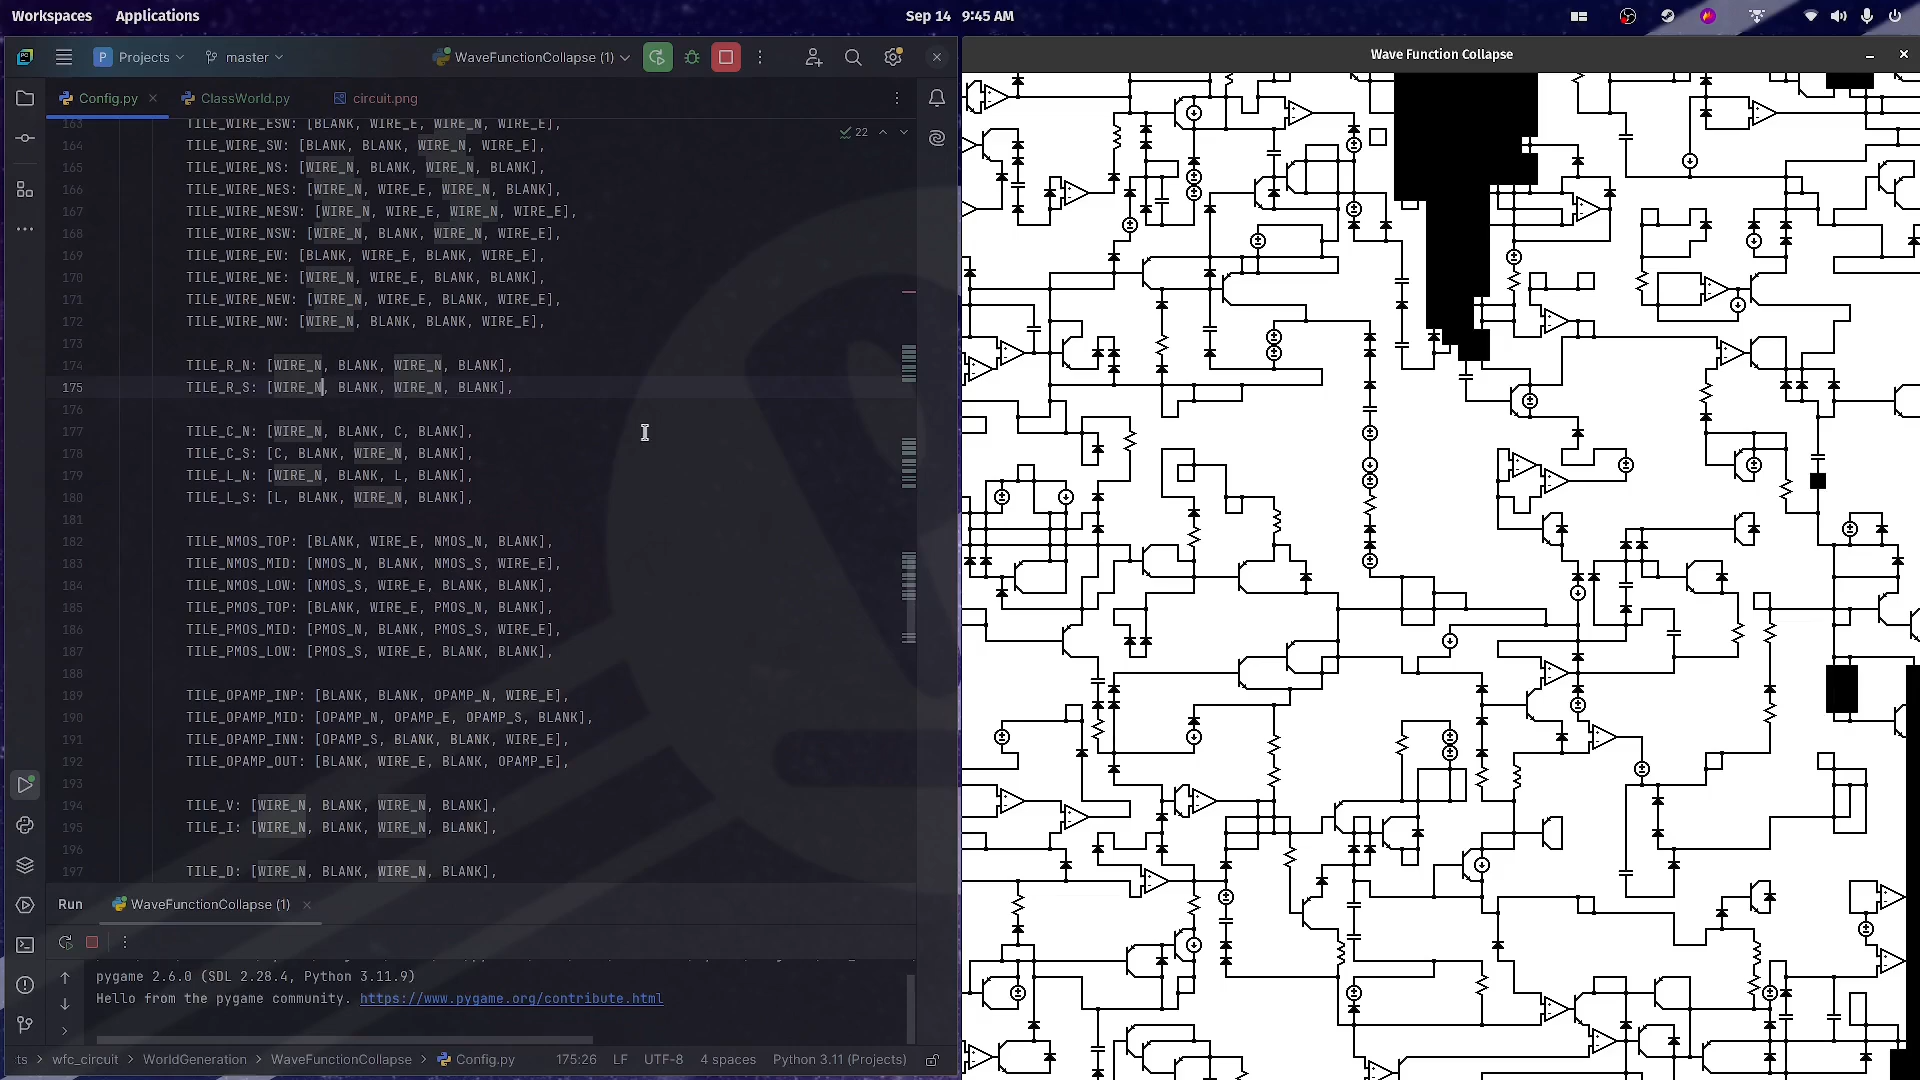 Workspaces Applications Sep 14 9:45 AM
Projects master WaveFunctionCollapse (1)
Wave Function Collapse
Config.py ClassWorld.py circuit.png
22
163 TILE_WIRE_ESW: [BLANK, WIRE_E, WIRE_N, WIRE_E],
164 TILE_WIRE_SW: [BLANK, BLANK, WIRE_N, WIRE_E],
165 TILE_WIRE_NS: [WIRE_N, BLANK, WIRE_N, BLANK],
166 TILE_WIRE_NES: [WIRE_N, WIRE_E, WIRE_N, BLANK],
167 TILE_WIRE_NESW: [WIRE_N, WIRE_E, WIRE_N, WIRE_E],
168 TILE_WIRE_NSW: [WIRE_N, BLANK, WIRE_N, WIRE_E],
169 TILE_WIRE_EW: [BLANK, WIRE_E, BLANK, WIRE_E],
170 TILE_WIRE_NE: [WIRE_N, WIRE_E, BLANK, BLANK],
171 TILE_WIRE_NEW: [WIRE_N, WIRE_E, BLANK, WIRE_E],
172 TILE_WIRE_NW: [WIRE_N, BLANK, BLANK, WIRE_E],
173
174 TILE_R_N: [WIRE_N, BLANK, WIRE_N, BLANK],
175 TILE_R_S: [WIRE_N, BLANK, WIRE_N, BLANK],
176
177 TILE_C_N: [WIRE_N, BLANK, C, BLANK],
178 TILE_C_S: [C, BLANK, WIRE_N, BLANK],
179 TILE_L_N: [WIRE_N, BLANK, L, BLANK],
180 TILE_L_S: [L, BLANK, WIRE_N, BLANK],
181
182 TILE_NMOS_TOP: [BLANK, WIRE_E, NMOS_N, BLANK],
183 TILE_NMOS_MID: [NMOS_N, BLANK, NMOS_S, WIRE_E],
184 TILE_NMOS_LOW: [NMOS_S, WIRE_E, BLANK, BLANK],
185 TILE_PMOS_TOP: [BLANK, WIRE_E, PMOS_N, BLANK],
186 TILE_PMOS_MID: [PMOS_N, BLANK, PMOS_S, WIRE_E],
187 TILE_PMOS_LOW: [PMOS_S, WIRE_E, BLANK, BLANK],
188
189 TILE_OPAMP_INP: [BLANK, BLANK, OPAMP_N, WIRE_E],
190 TILE_OPAMP_MID: [OPAMP_N, OPAMP_E, OPAMP_S, BLANK],
191 TILE_OPAMP_INN: [OPAMP_S, BLANK, BLANK, WIRE_E],
192 TILE_OPAMP_OUT: [BLANK, WIRE_E, BLANK, OPAMP_E],
193
194 TILE_V: [WIRE_N, BLANK, WIRE_N, BLANK],
195 TILE_I: [WIRE_N, BLANK, WIRE_N, BLANK],
196
197 TILE_D: [WIRE_N, BLANK, WIRE_N, BLANK],
Run WaveFunctionCollapse (1)
pygame 2.6.0 (SDL 2.28.4, Python 3.11.9)
Hello from the pygame community. https://www.pygame.org/contribute.html
ts > wfc_circuit > WorldGeneration > WaveFunctionCollapse > Config.py 175:26 LF UTF-8 4 spaces Python 3.11 (Projects)